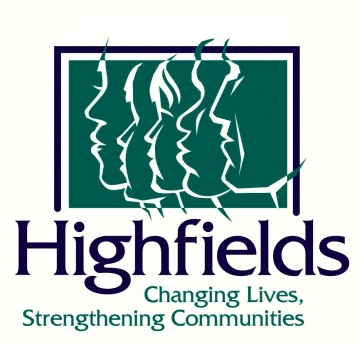 Highfields
Changing Lives,
Strengthening Communities